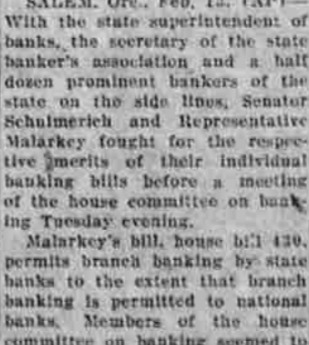 SALEM, Ore., Feb. 13. (AP)—
With the state superintendent of
banks, the secretary of the state
banker's association and a half
dozen prominent bankers of the
state on the side lines, Senator
Schulmerich and Representative
Malarkey fought for the respec-
tive merits of their individual
banking bills before a meeting
of the house committee on bank-
ing Tuesday evening.
Malarkey's bill, house bill 430,
permits branch banking by state
banks to the extent that branch
banking is permitted to national
banks. Members of the house
committee on banking seemed to